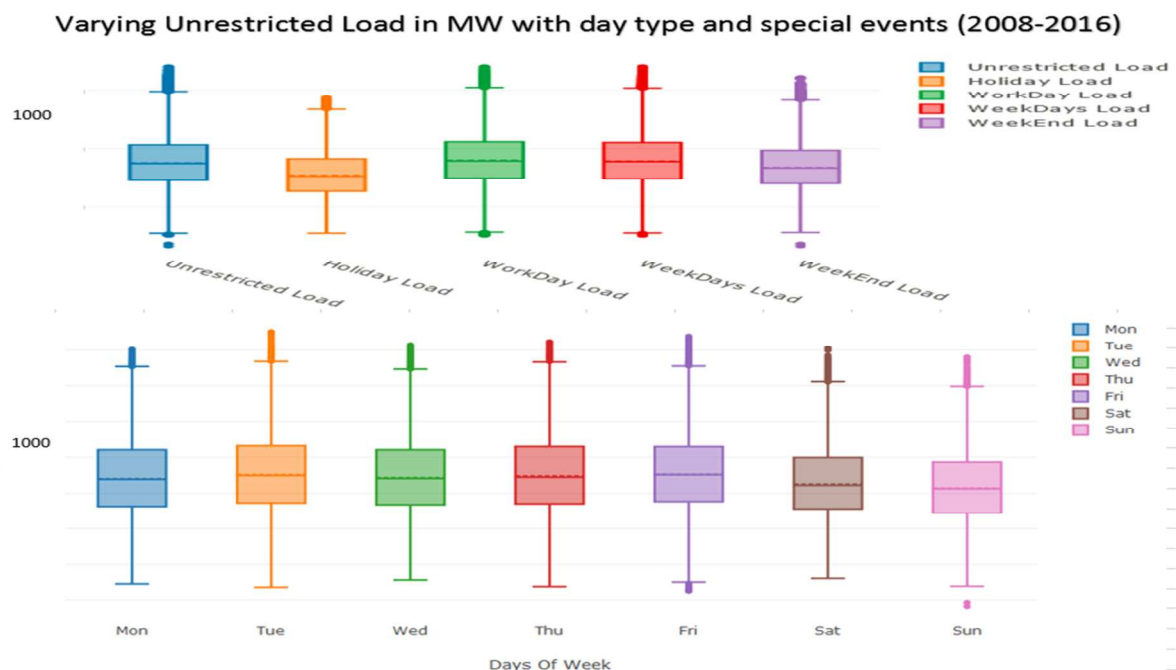 Varying Unrestricted Load in MW with day type and special events (2008-2016)
Unrestricted Load
Holiday Load
WorkDay Load
WeekDays Load
WeekEnd Load
1000
Unrestricted Load
Holiday Load
WorkDay Load
WeekDays Load
WeekEnd Load
Mon
Tue
Wed
Thu
Fri
Sat
Sun
1000
Mon Tue Wed Thu Fri Sat Sun
Days Of Week